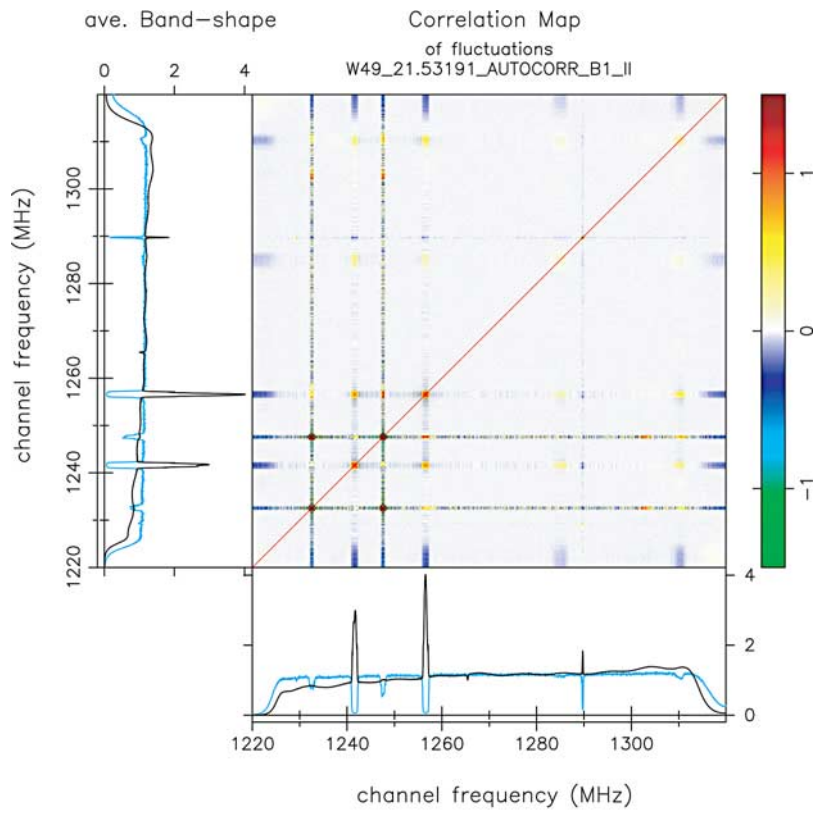 ave. Band-shape
Correlation Map
of fluctuations
W49_21.53191_AUTOCORR_B1_II
0 2 4
channel frequency (MHz)
1300
1280
1260
1240
1220
1
0
-1
4
2
0
1220 1240 1260 1280 1300
channel frequency (MHz)